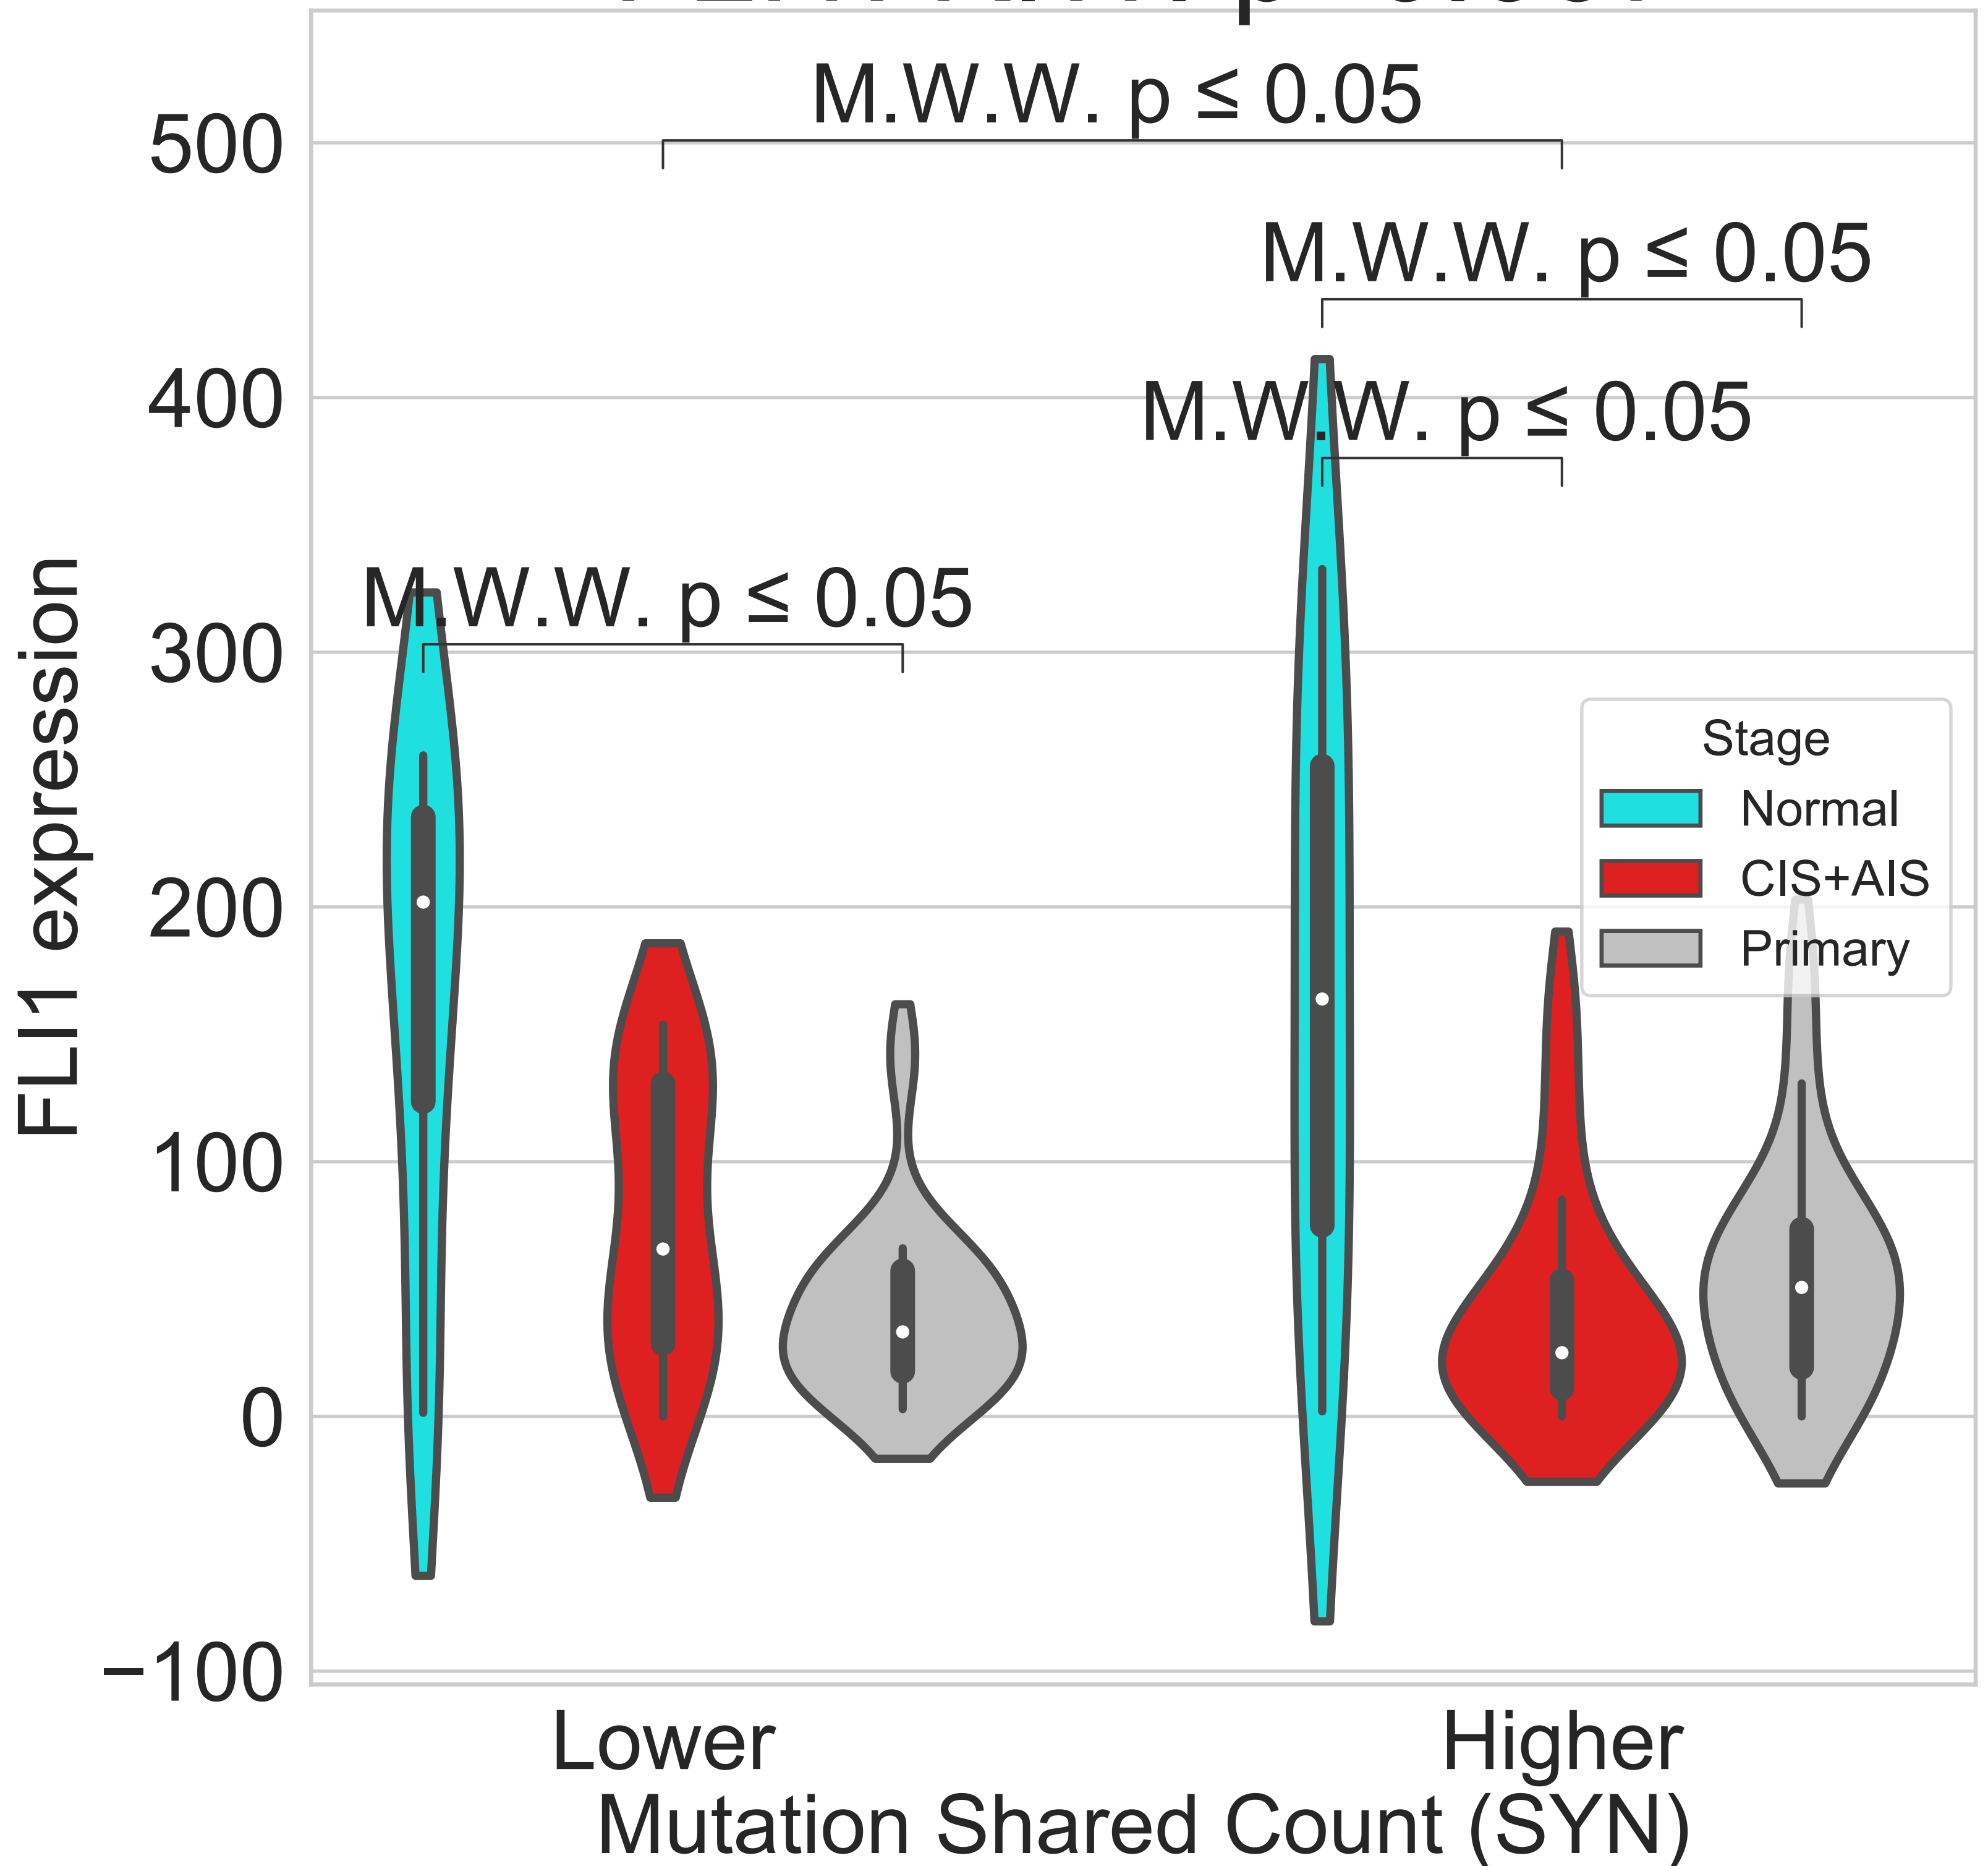 M.W.W. p ≤ 0.05
500
M.W.W. p ≤ 0.05
400
M.W.W. p ≤ 0.05
M.W.W. p ≤ 0.05
300
FLI1 expression
Stage
Normal
CIS+AIS
Primary
200
100
0
−100
Lower
Higher
Mutation Shared Count (SYN)